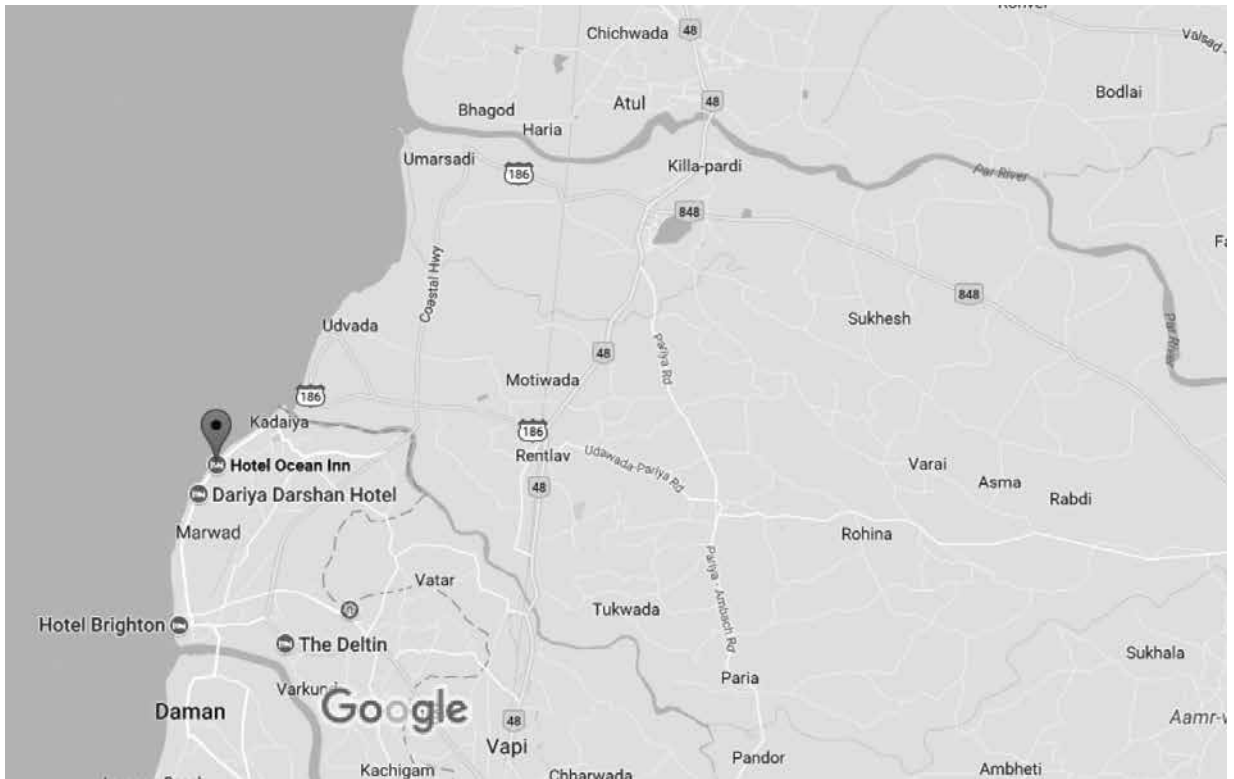 Chichwada
48
Valsad
Bodlai
Bhagod
Atul
48
Haria
Umarsadi
186
Killa-pardi
Par River
848
Coastal Hwy
848
Sukhesh
Par River
Udvada
48
Pariya Rd
Motiwada
186
Kadaiya
186
Hotel Ocean Inn
Rentlav
Udawada-Pariya Rd
Varai
Asma
Rabdi
Dariya Darshan Hotel
48
Marwad
Rohina
Vatar
Pariya - Ambach Rd
Tukwada
Hotel Brighton
The Deltin
Sukhala
Paria
Varkund
Daman
Google
48
Vapi
Aamr-
Pandor
Kachigam
Chharwada
Ambheti